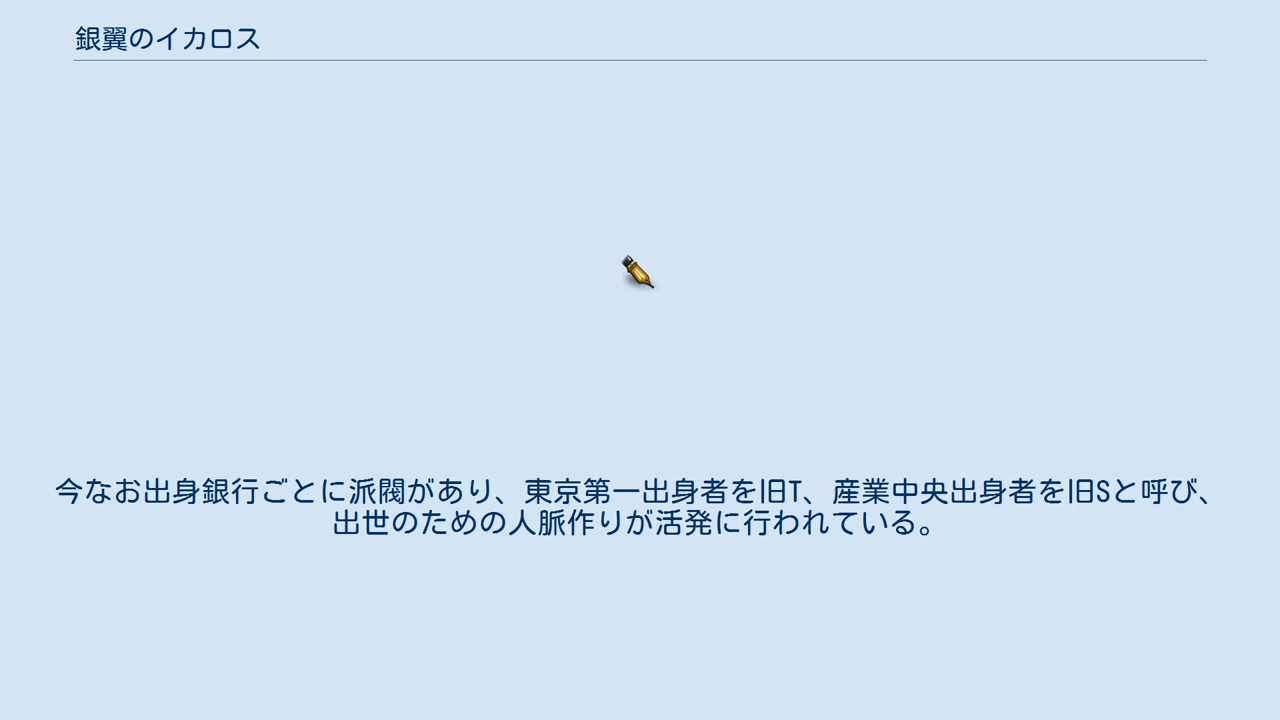 銀翼のイカロス
今なお出身銀行ごとに派閥があり、東京第一出身者を旧T、産業中央出身者を旧Sと呼び、
出世のための人脈作りが活発に行われている。